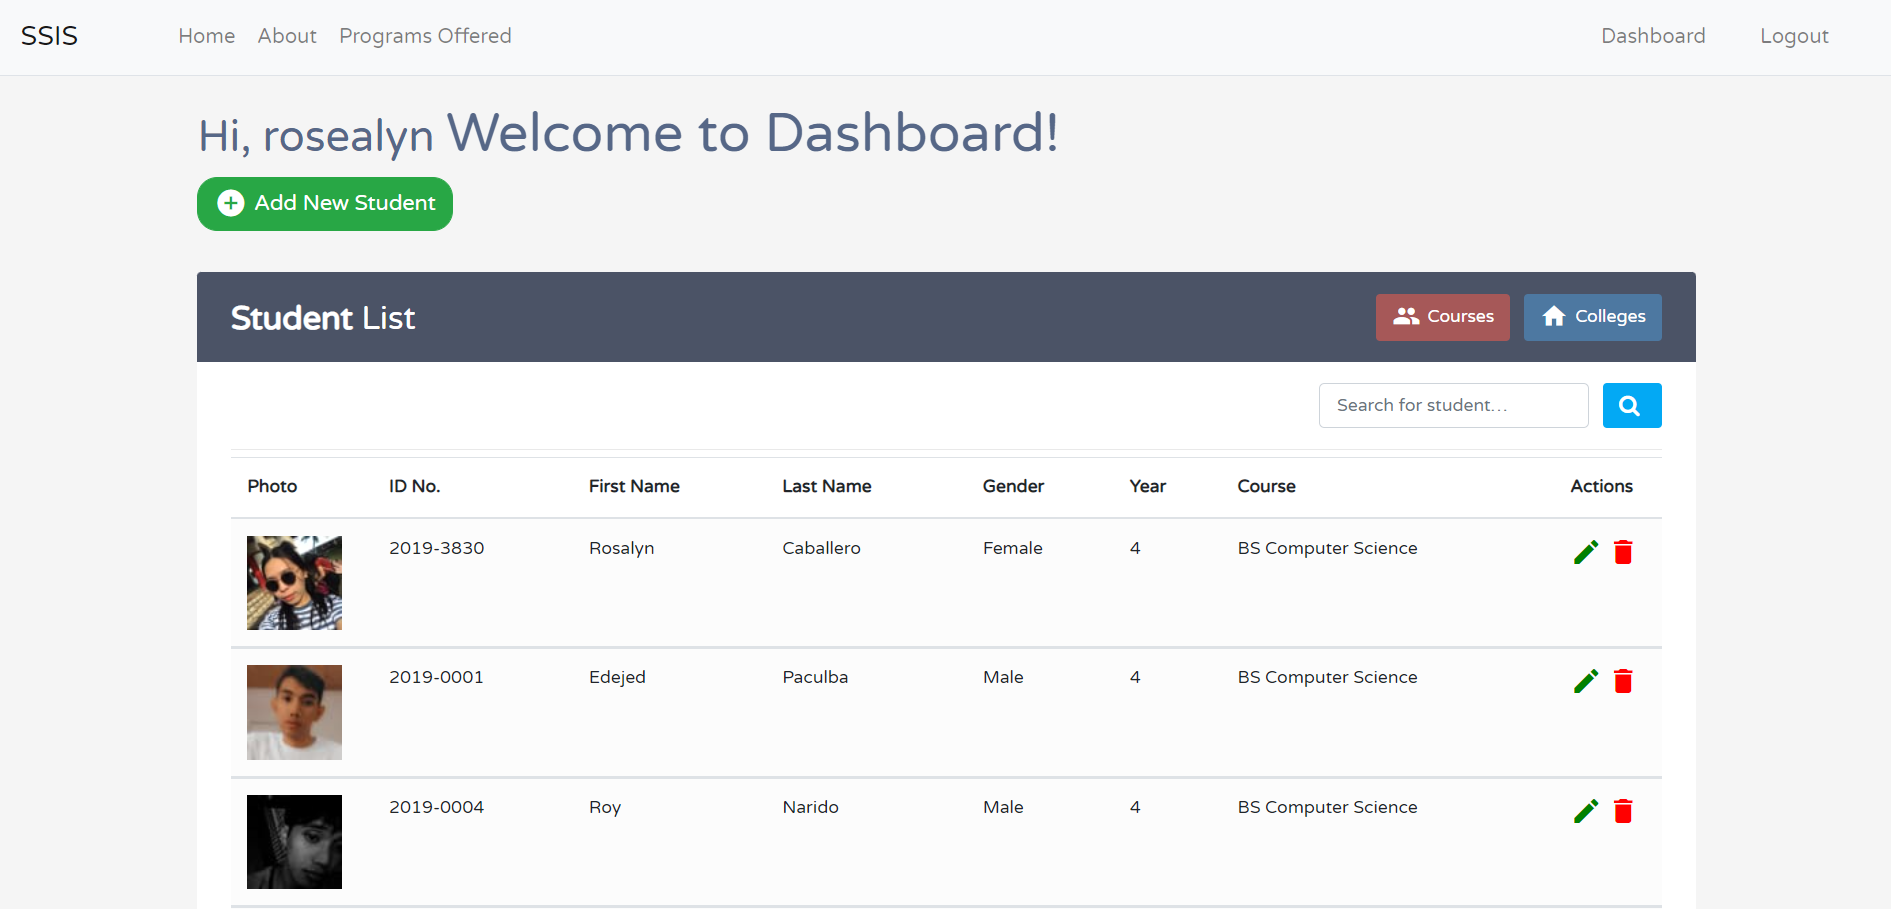 SSIS Home About Programs Offered Dashboard Logout
Hi, rosealyn Welcome to Dashboard!
Add New Student
Student List Courses Colleges
Search for student...
Photo ID No. First Name Last Name Gender Year Course Actions
2019-3830 Rosalyn Caballero Female 4 BS Computer Science
2019-0001 Edejed Paculba Male 4 BS Computer Science
2019-0004 Roy Narido Male 4 BS Computer Science